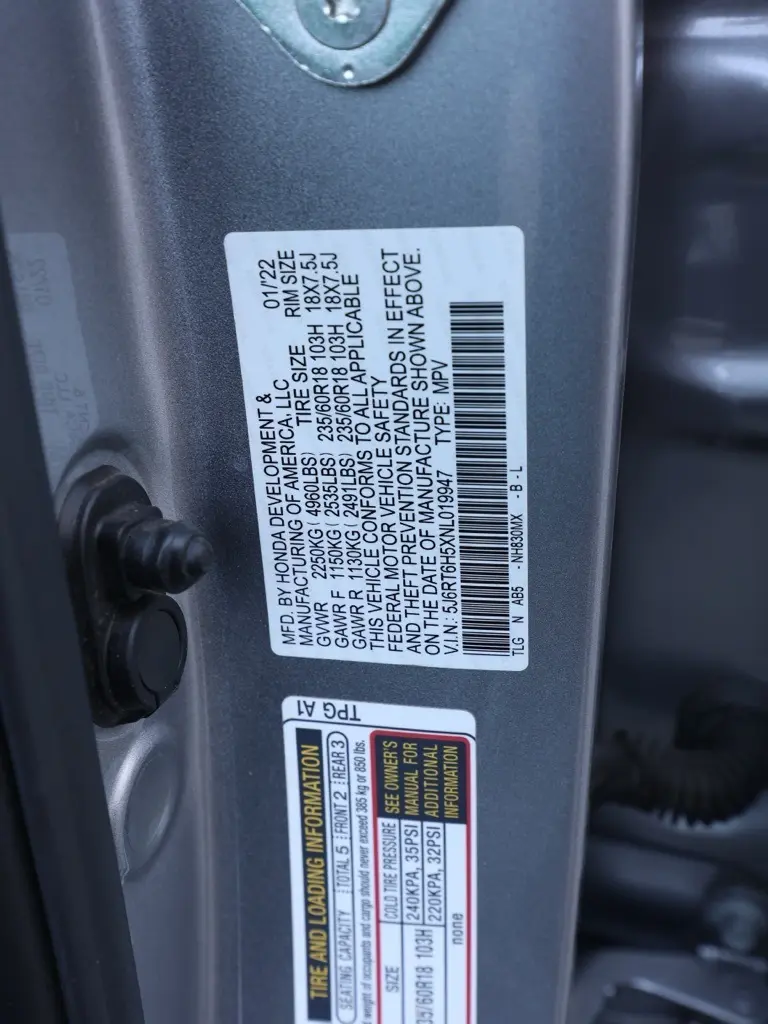 MFD. BY HONDA DEVELOPMENT &
MANUFACTURING OF AMERICA, LLC 01/'22
TIRE SIZE RIM SIZE
GVWR 2250KG ( 4960LBS)
GAWR F 1150KG ( 2535LBS) 235/60R18 103H 18X7.5J
GAWR R 1130KG ( 2491LBS) 235/60R18 103H 18X7.5J
THIS VEHICLE CONFORMS TO ALL APPLICABLE
FEDERAL MOTOR VEHICLE SAFETY
AND THEFT PREVENTION STANDARDS IN EFFECT
ON THE DATE OF MANUFACTURE SHOWN ABOVE.
V.I.N.: 5J6RT6H5XNL019947 TYPE: MPV
TLG N AB5 - NH830MX - B - L
TPG A1
TIRE AND LOADING INFORMATION
SEATING CAPACITY TOTAL 5 FRONT 2 REAR 3
weight of occupants and cargo should never exceed 385 kg or 850 lbs.
SIZE COLD TIRE PRESSURE
/60R18 103H 240KPA, 35PSI
220KPA, 32PSI
none
SEE OWNER'S
MANUAL FOR
ADDITIONAL
INFORMATION